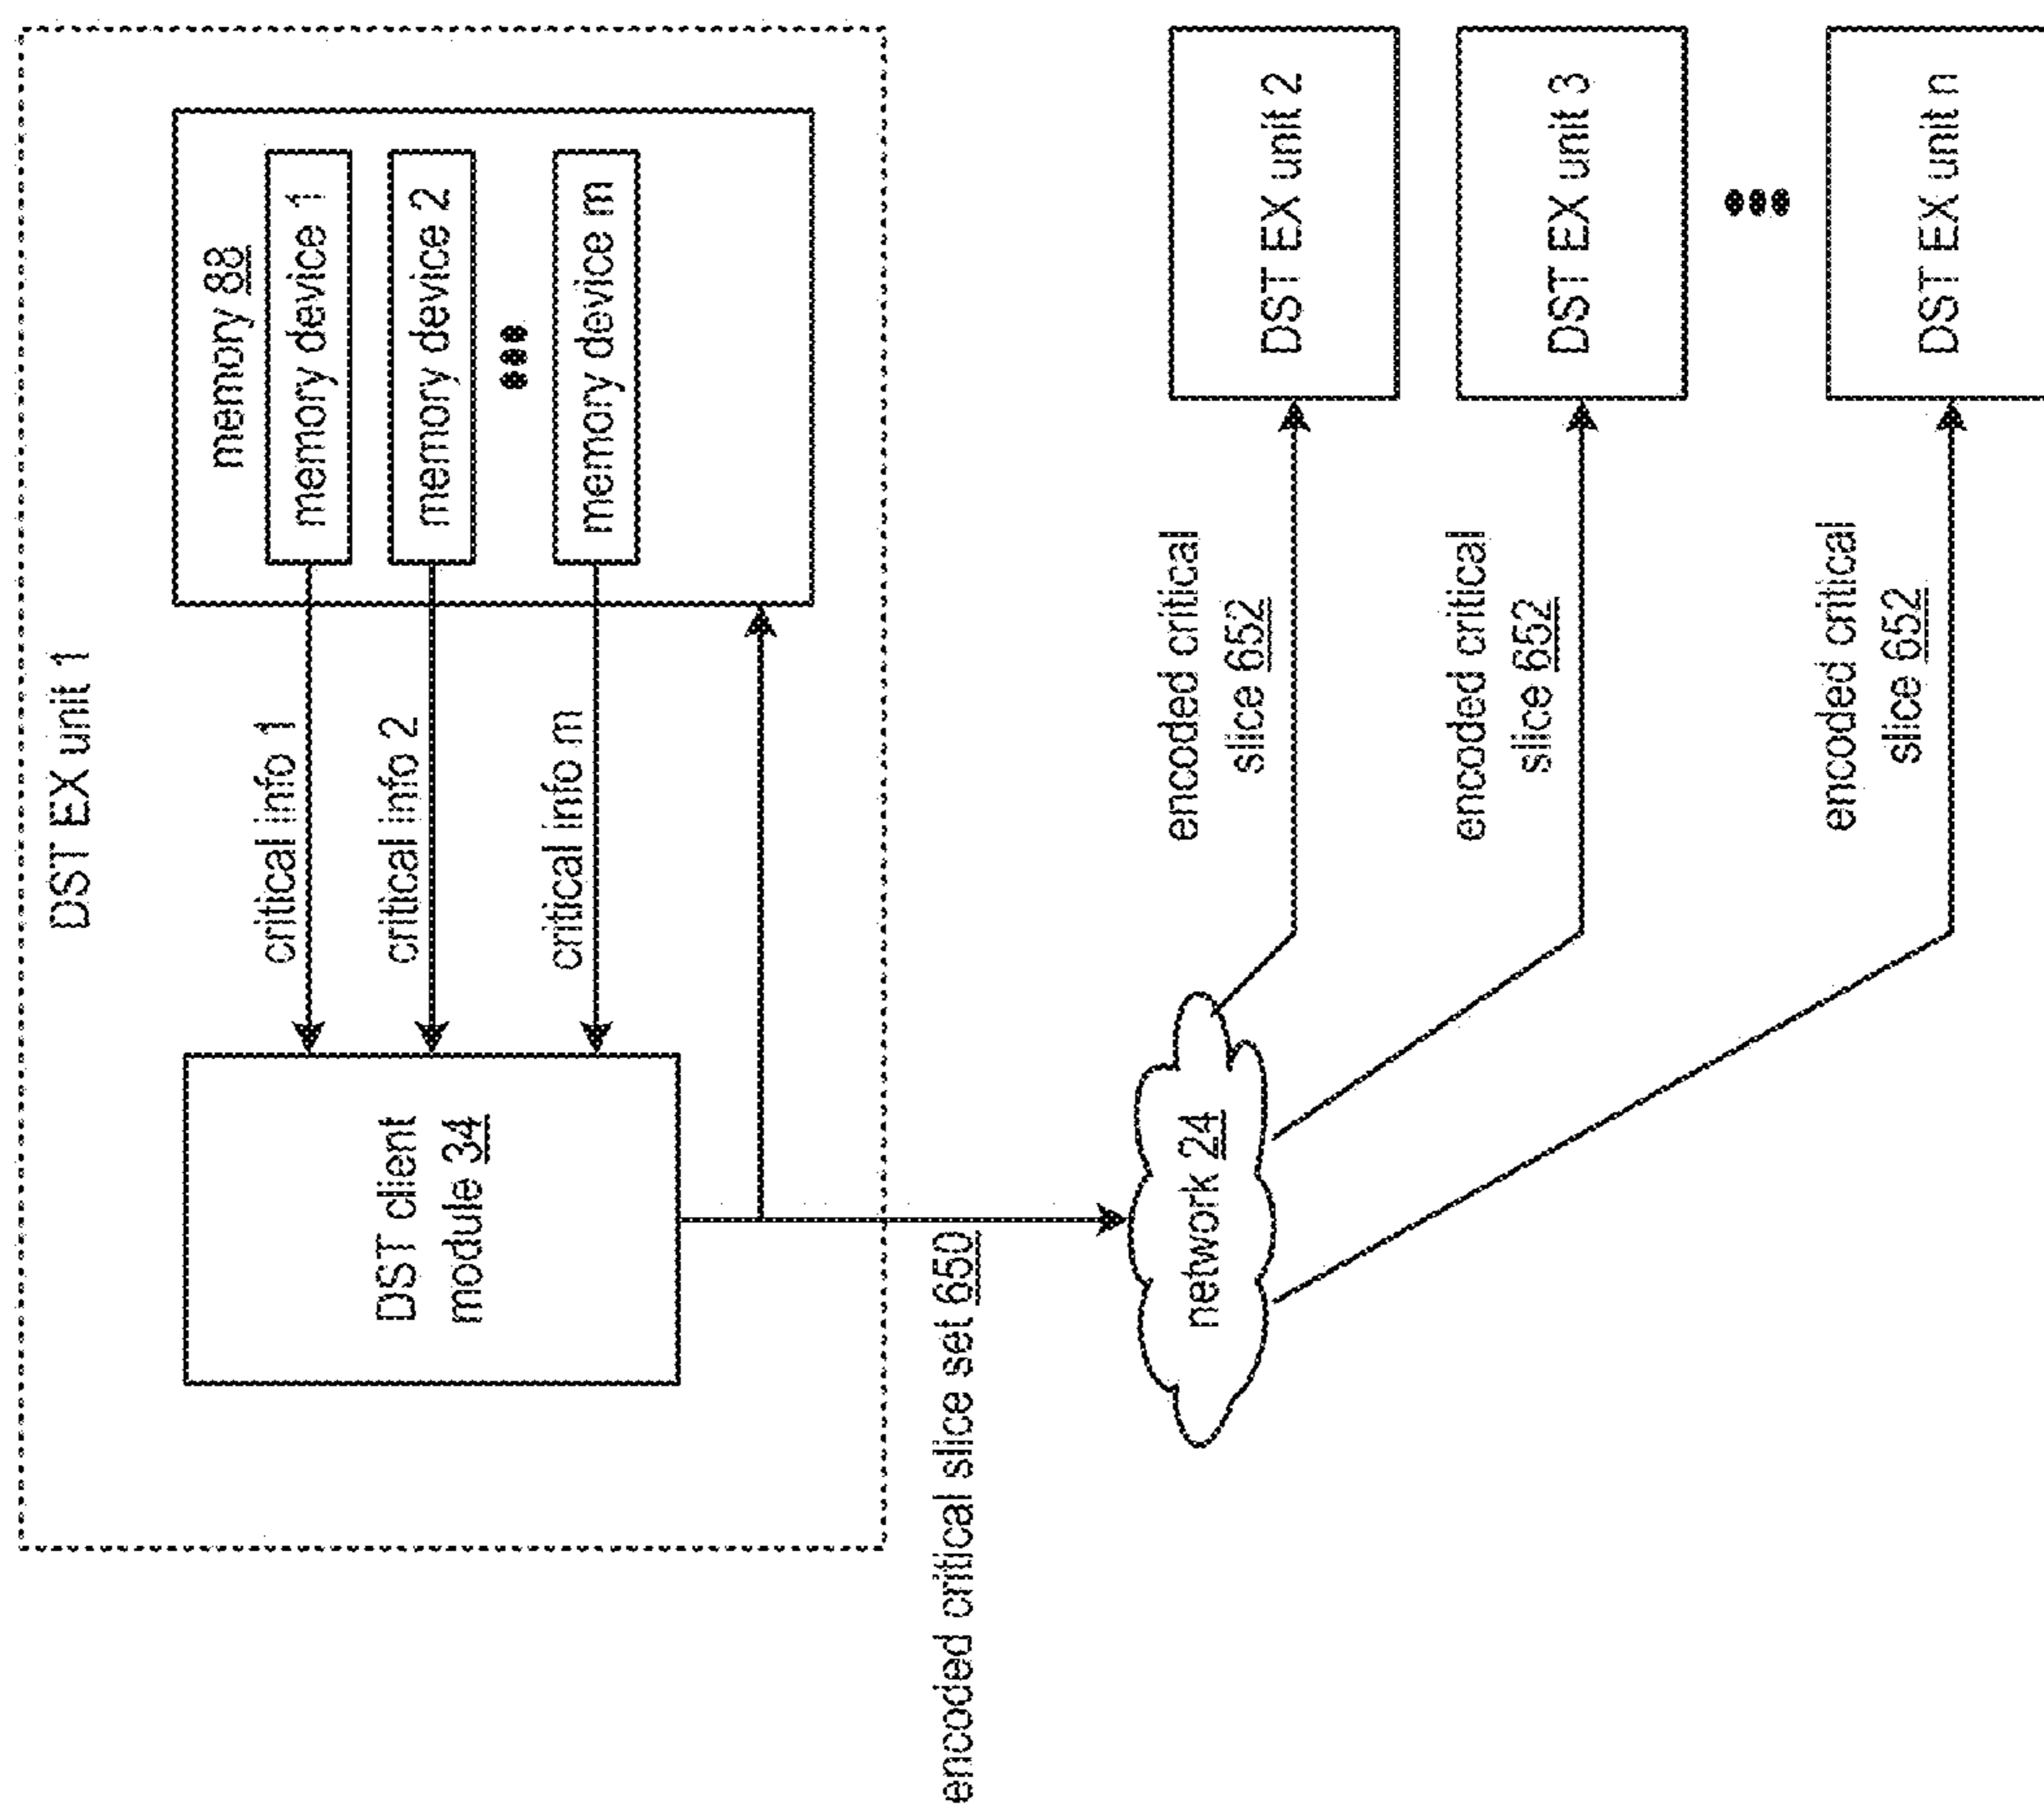 DST EX unit 1
DST client
module 34
critical info 1
critical info 2
critical info m
memory 88
memory device 1
memory device 2
memory device m
encoded critical slice set 650
network 24
encoded critical
slice 652
encoded critical
slice 652
encoded critical
slice 652
DST EX unit 2
DST EX unit 3
DST EX unit n